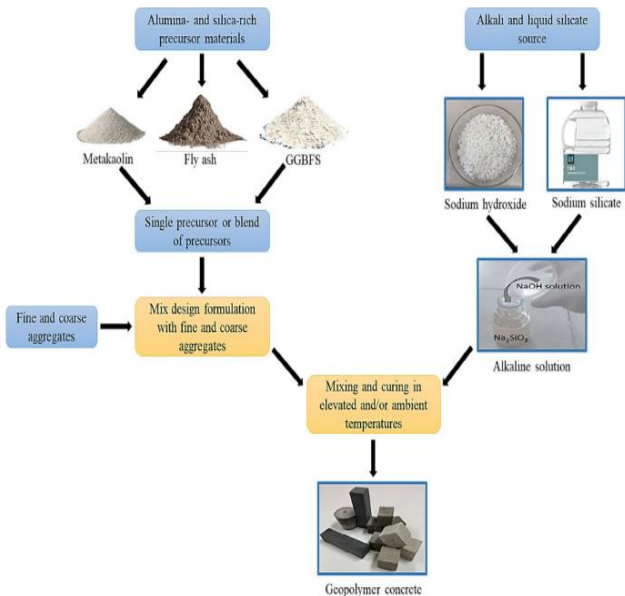 Alumina- and silica-rich
precursor materials
Alkali and liquid silicate
source
Metakaolin
Fly ash
GGBFS
Sodium hydroxide
Sodium silicate
Single precursor or blend
of precursors
Fine and coarse
aggregates
Mix design formulation
with fine and coarse
aggregates
NaOH solution
Alkaline solution
Mixing and curing in
elevated and/or ambient
temperatures
Geopolymer concrete